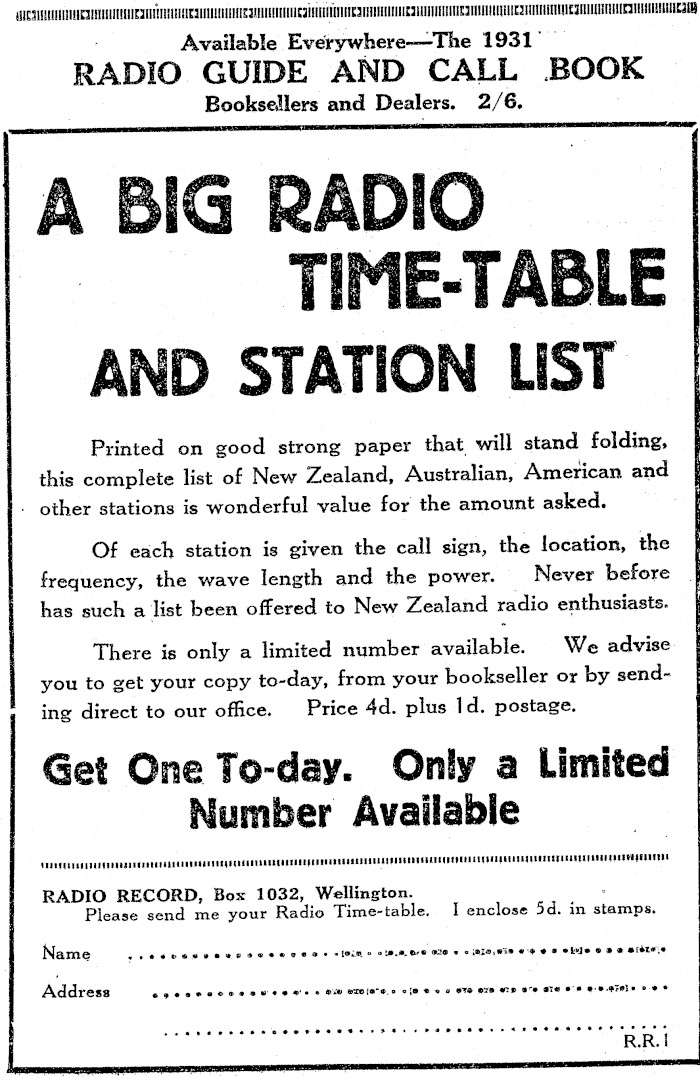 Available Everywhere—The 1931
RADIO GUIDE AND CALL BOOK
Booksellers and Dealers. 2/6.
A BIG RADIO
TIME-TABLE
AND STATION LIST
Printed on good strong paper that will stand folding,
this complete list of New Zealand, Australian, American and
other stations is wonderful value for the amount asked.
Of each station is given the call sign, the location, the
frequency, the wave length and the power. Never before
has such a list been offered to New Zealand radio enthusiasts.
There is only a limited number available. We advise
you to get your copy to-day, from your bookseller or by send-
ing direct to our office. Price 4d. plus 1d. postage.
Get One To-day. Only a Limited
Number Available
RADIO RECORD, Box 1032, Wellington.
Please send me your Radio Time-table. I enclose 5d. in stamps.
Name
Address
R.R.1